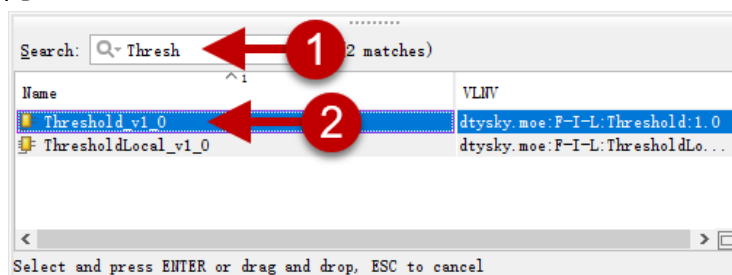 Search: Thresh 1 2 matches)
Name 1 VLNV
Threshold_v1_0 2 dtysky.moe:F-I-L:Threshold:1.0
ThresholdLocal_v1_0 dtysky.moe:F-I-L:ThresholdLo...
Select and press ENTER or drag and drop, ESC to cancel